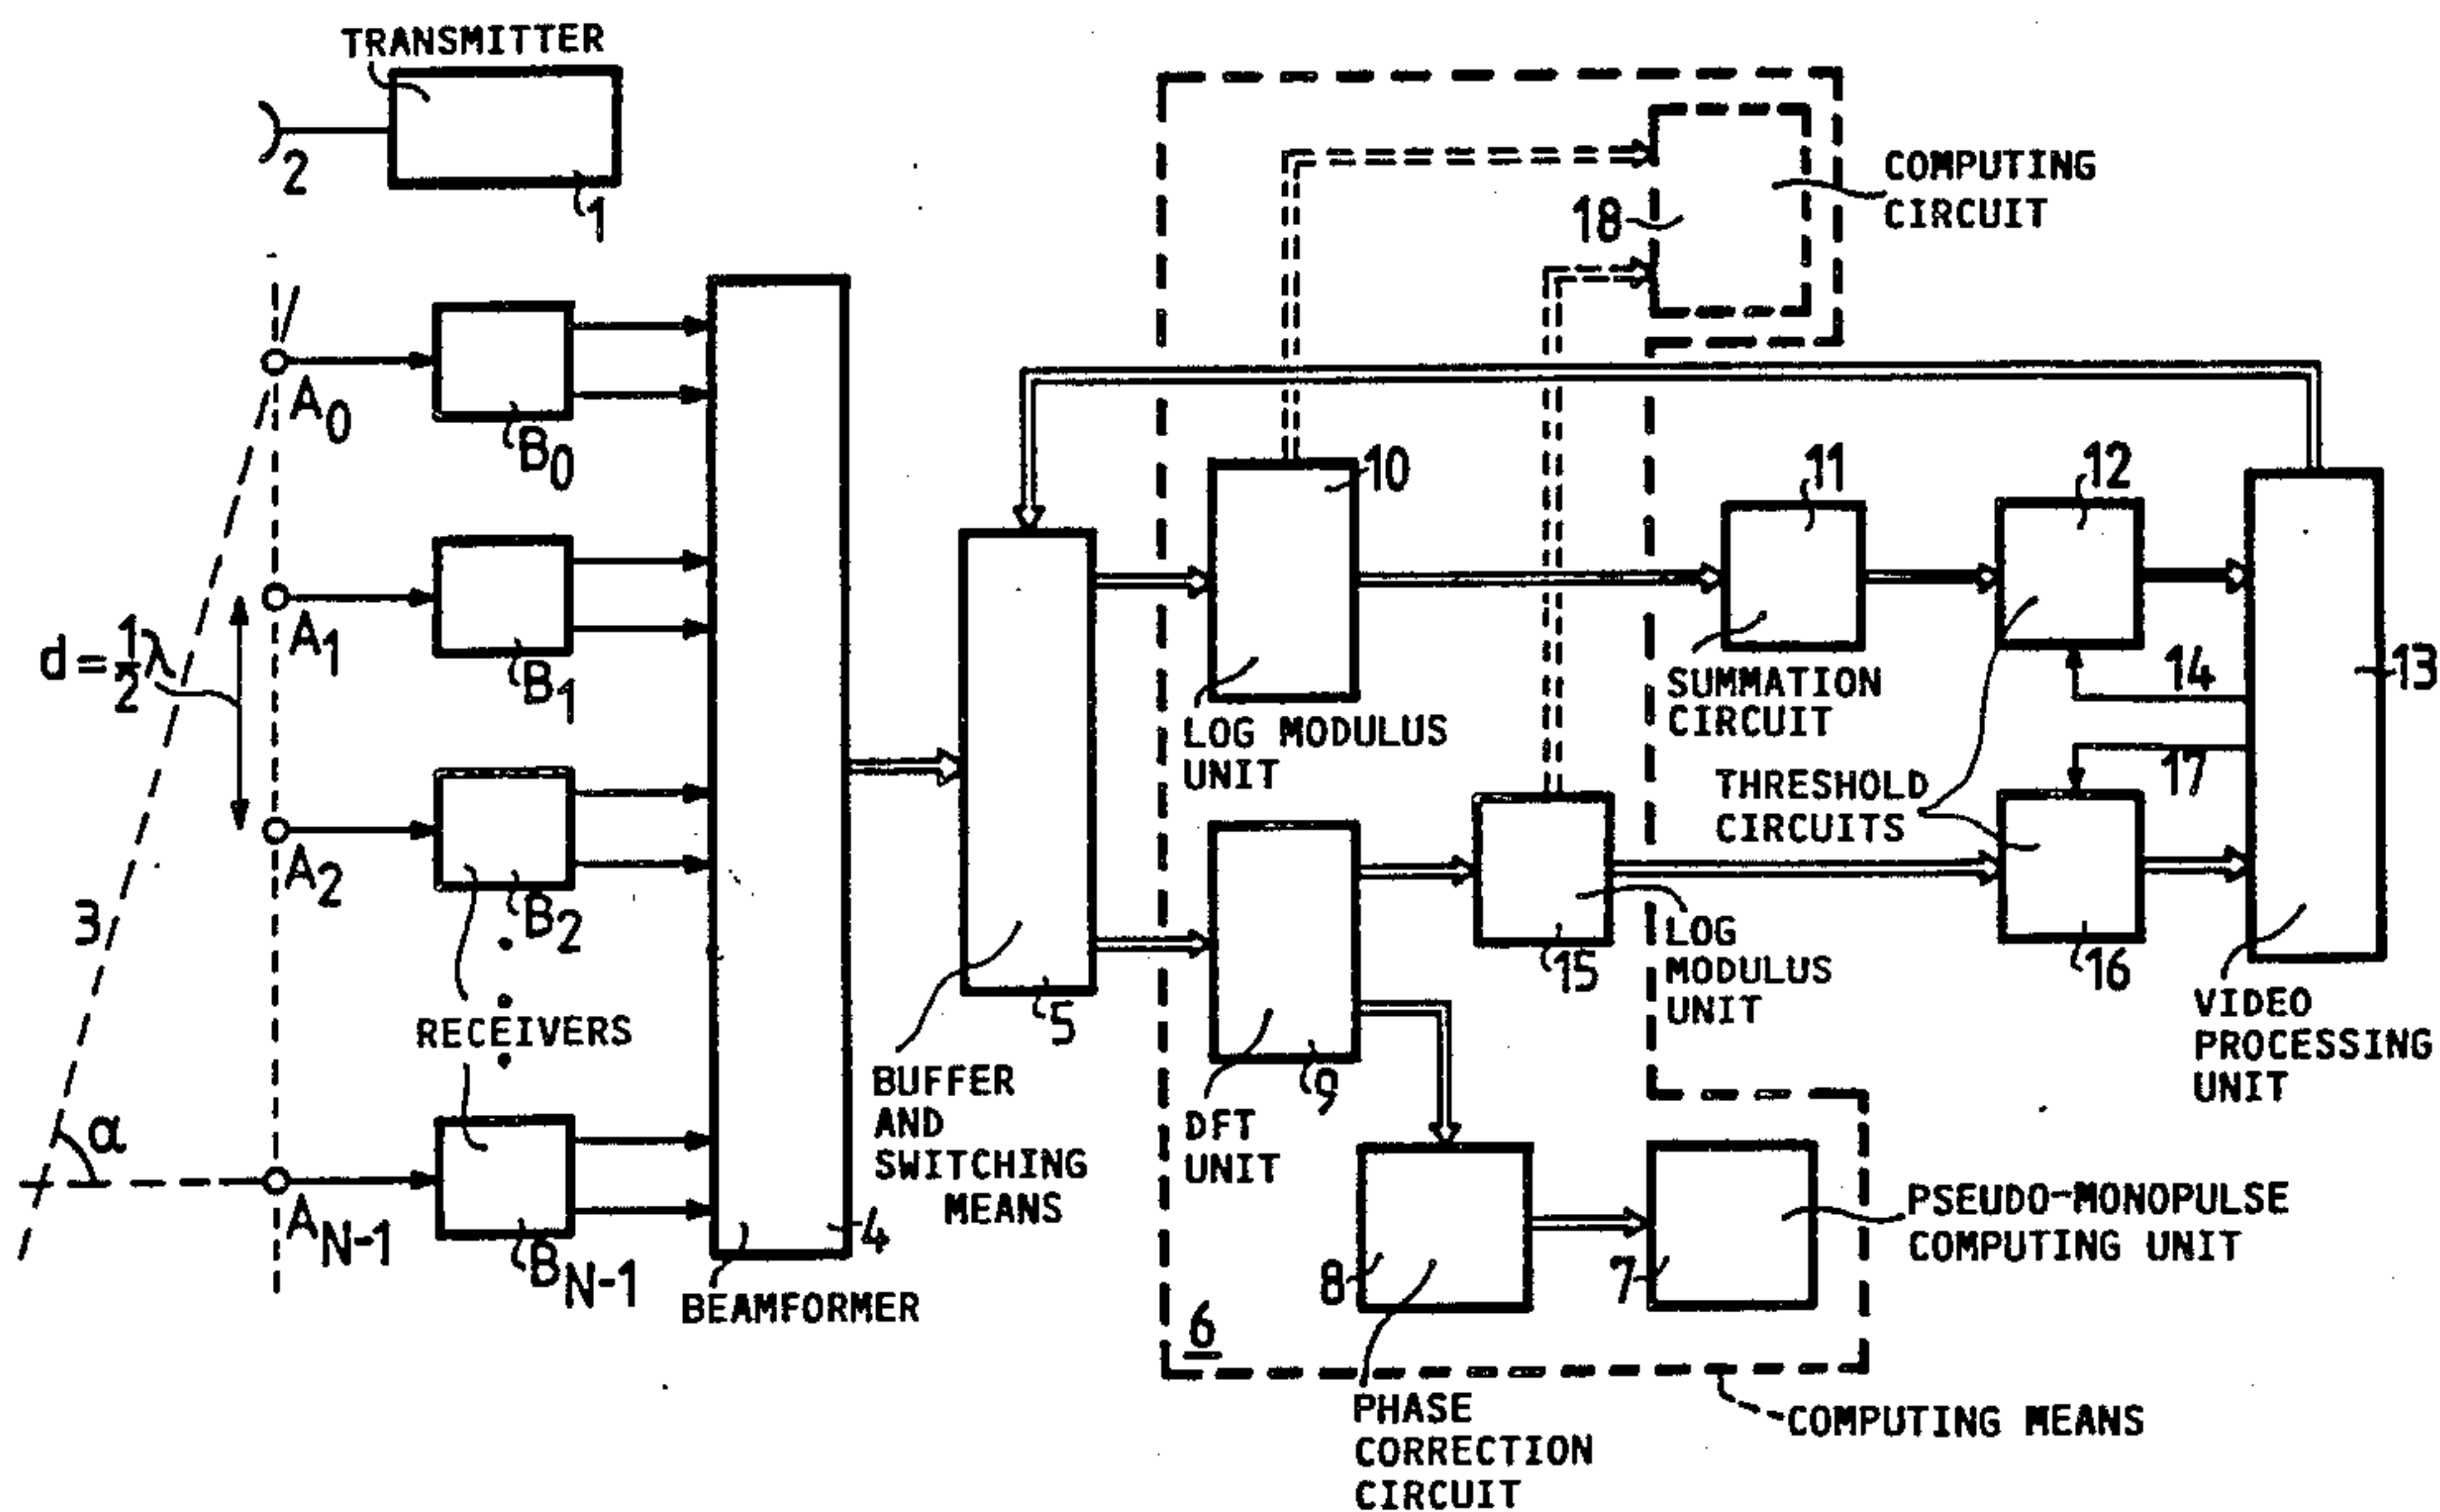 TRANSMITTER
2
1
COMPUTING
CIRCUIT
18
A0
B0
10
11
12
A1
B1
d = 1/2 λ
SUMMATION
CIRCUIT
14
13
LOG MODULUS
UNIT
THRESHOLD
CIRCUITS
17
A2
B2
3
15
LOG
MODULUS
UNIT
16
RECEIVERS
5
VIDEO
PROCESSING
UNIT
BUFFER
AND
SWITCHING
MEANS
DFT
UNIT
9
α
AN-1
BN-1
4
BEAMFORMER
8
7
PSEUDO-MONOPULSE
COMPUTING UNIT
6
PHASE
CORRECTION
CIRCUIT
COMPUTING MEANS